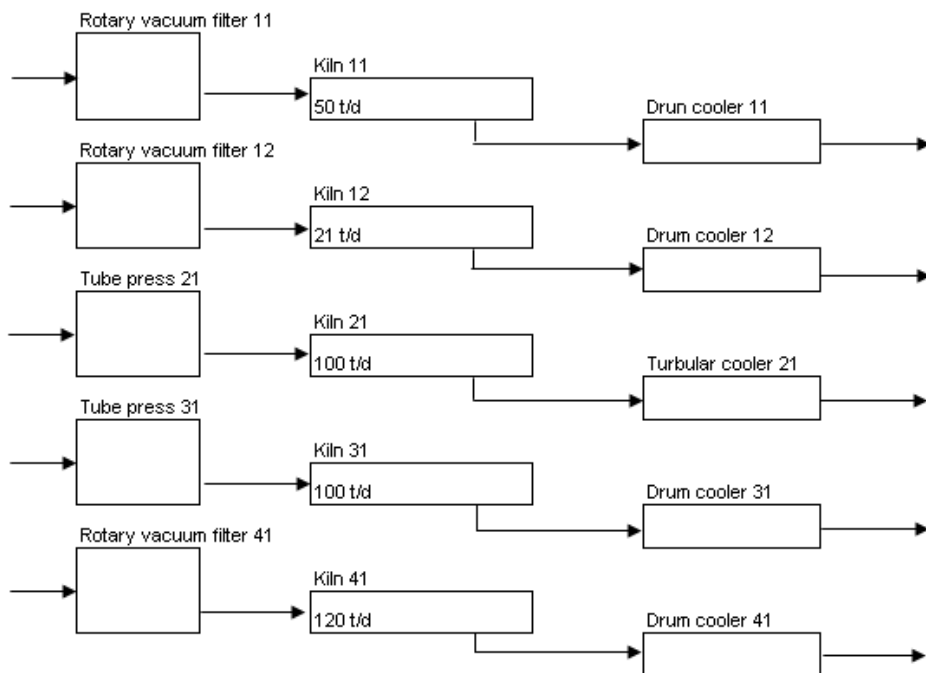 Rotary vacuum filter 11
Kiln 11
50 t/d
Drun cooler 11
Rotary vacuum filter 12
Kiln 12
21 t/d
Drum cooler 12
Tube press 21
Kiln 21
100 t/d
Turbular cooler 21
Tube press 31
Kiln 31
100 t/d
Drum cooler 31
Rotary vacuum filter 41
Kiln 41
120 t/d
Drum cooler 41